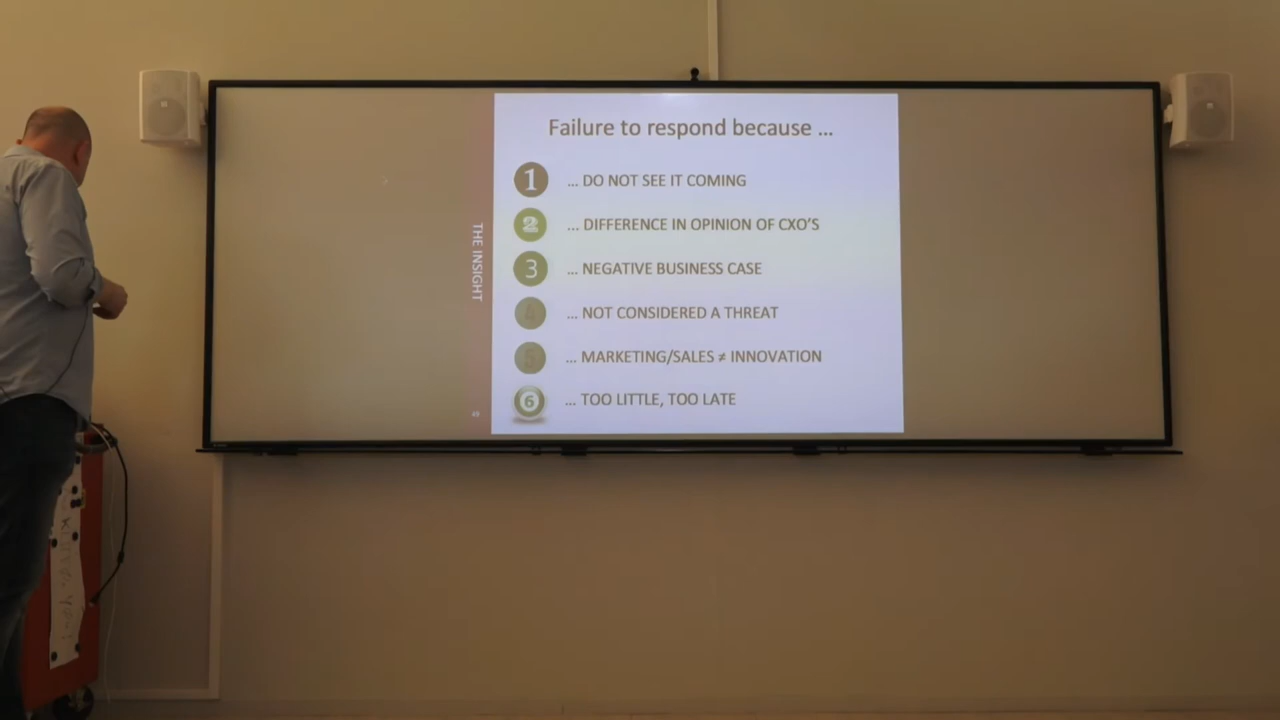 Failure to respond because ...
1 ... DO NOT SEE IT COMING
2 ... DIFFERENCE IN OPINION OF CXO'S
3 ... NEGATIVE BUSINESS CASE
4 ... NOT CONSIDERED A THREAT
5 ... MARKETING/SALES ≠ INNOVATION
6 ... TOO LITTLE, TOO LATE
THE INSIGHT